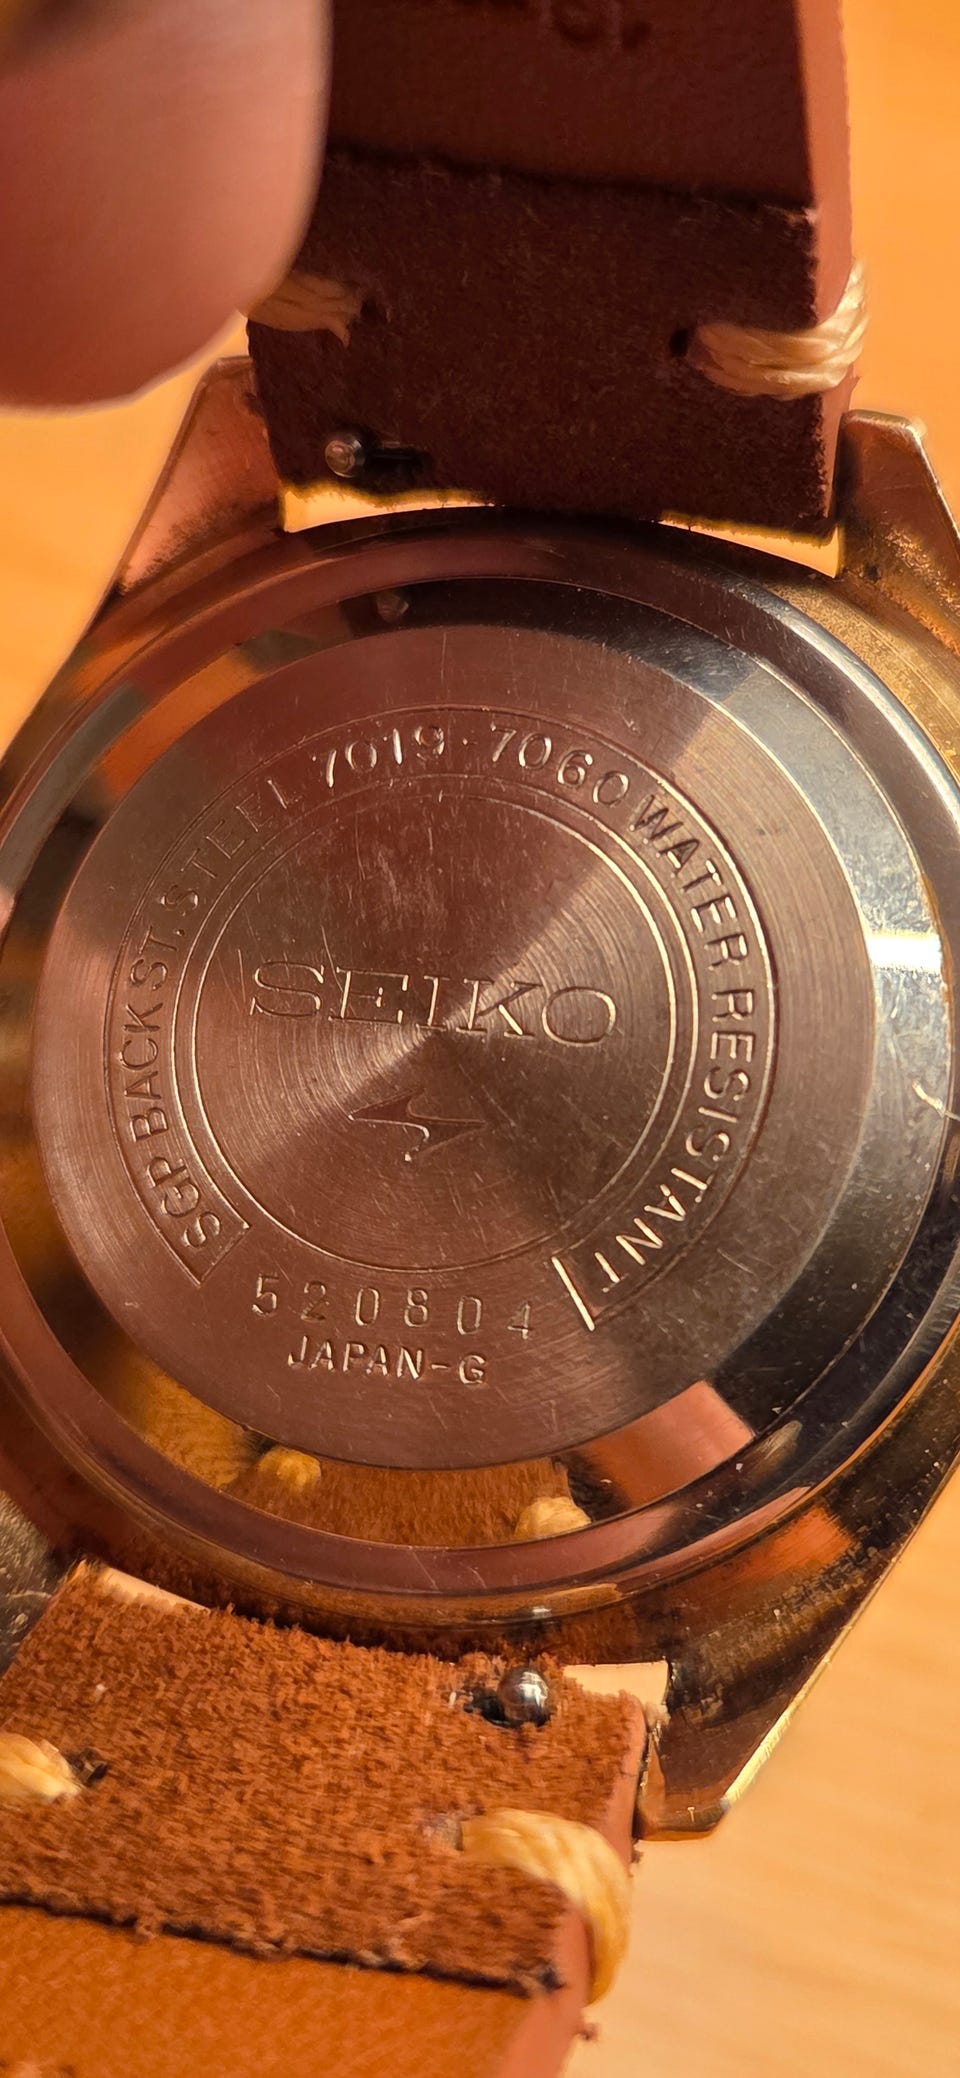 SGP BACK ST. STEEL 7019-7060 WATER RESISTANT
SEIKO
520804
JAPAN-G